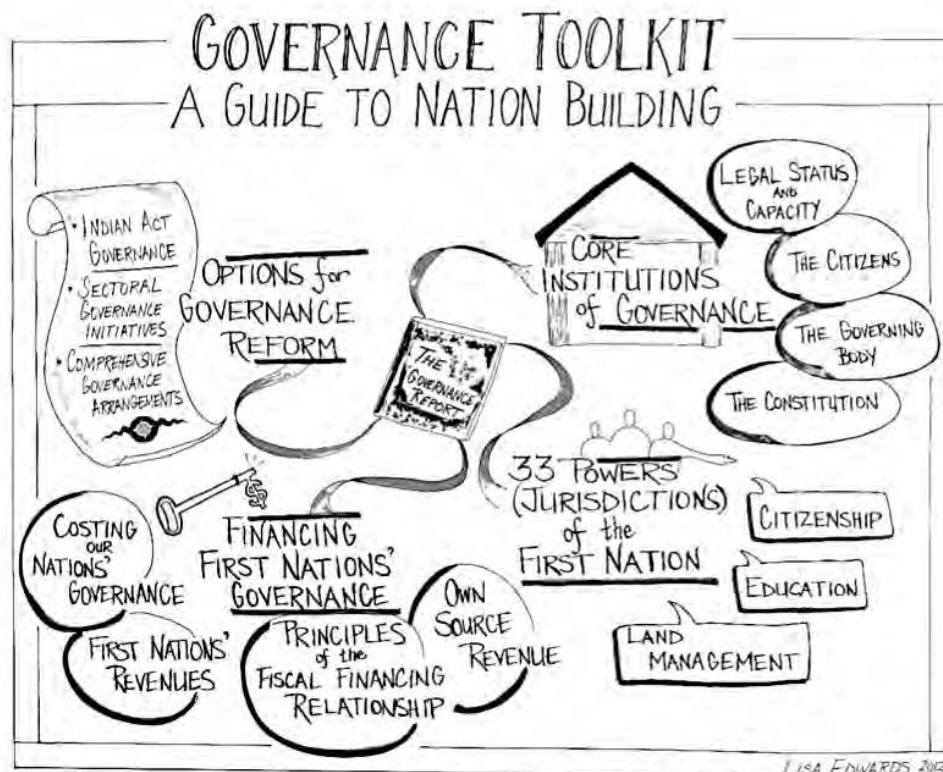 GOVERNANCE TOOLKIT
A GUIDE TO NATION BUILDING
• INDIAN ACT
GOVERNANCE
• SECTORAL
GOVERNANCE
INITIATIVES
• COMPREHENSIVE
GOVERNANCE
ARRANGEMENTS
OPTIONS for
GOVERNANCE
REFORM
THE
GOVERNANCE
REPORT
CORE
INSTITUTIONS
of GOVERNANCE
LEGAL STATUS
AND
CAPACITY
THE CITIZENS
THE GOVERNING
BODY
THE CONSTITUTION
33 POWERS
(JURISDICTIONS)
of the
FIRST NATION
CITIZENSHIP
EDUCATION
LAND
MANAGEMENT
$
FINANCING
FIRST NATIONS'
GOVERNANCE
COSTING
OUR
NATIONS'
GOVERNANCE
FIRST NATIONS'
REVENUES
PRINCIPLES
of the
FISCAL FINANCING
RELATIONSHIP
OWN
SOURCE
REVENUE
LISA EDWARDS 2012